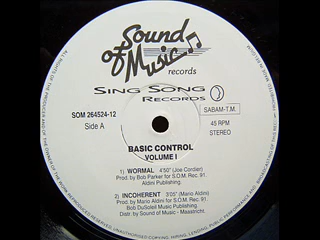 Sound
of Music
records
SING SONG
RECORDS
SOM 264524-12
Side A
SABAM-T.M.
45 RPM
STEREO
BASIC CONTROL
VOLUME I
1) WORMAL 4'50" (Joe Cordier)
Prod. by Bob Parker for S.O.M. Rec. 91.
Aldini Publishing.
2) INCOHERENT 3'05" (Mario Aldini)
Prod. by Mario Aldini for S.O.M. Rec. 91
Bob DuSoleil Music Publishing.
Distr. by Sound of Music - Maastricht.